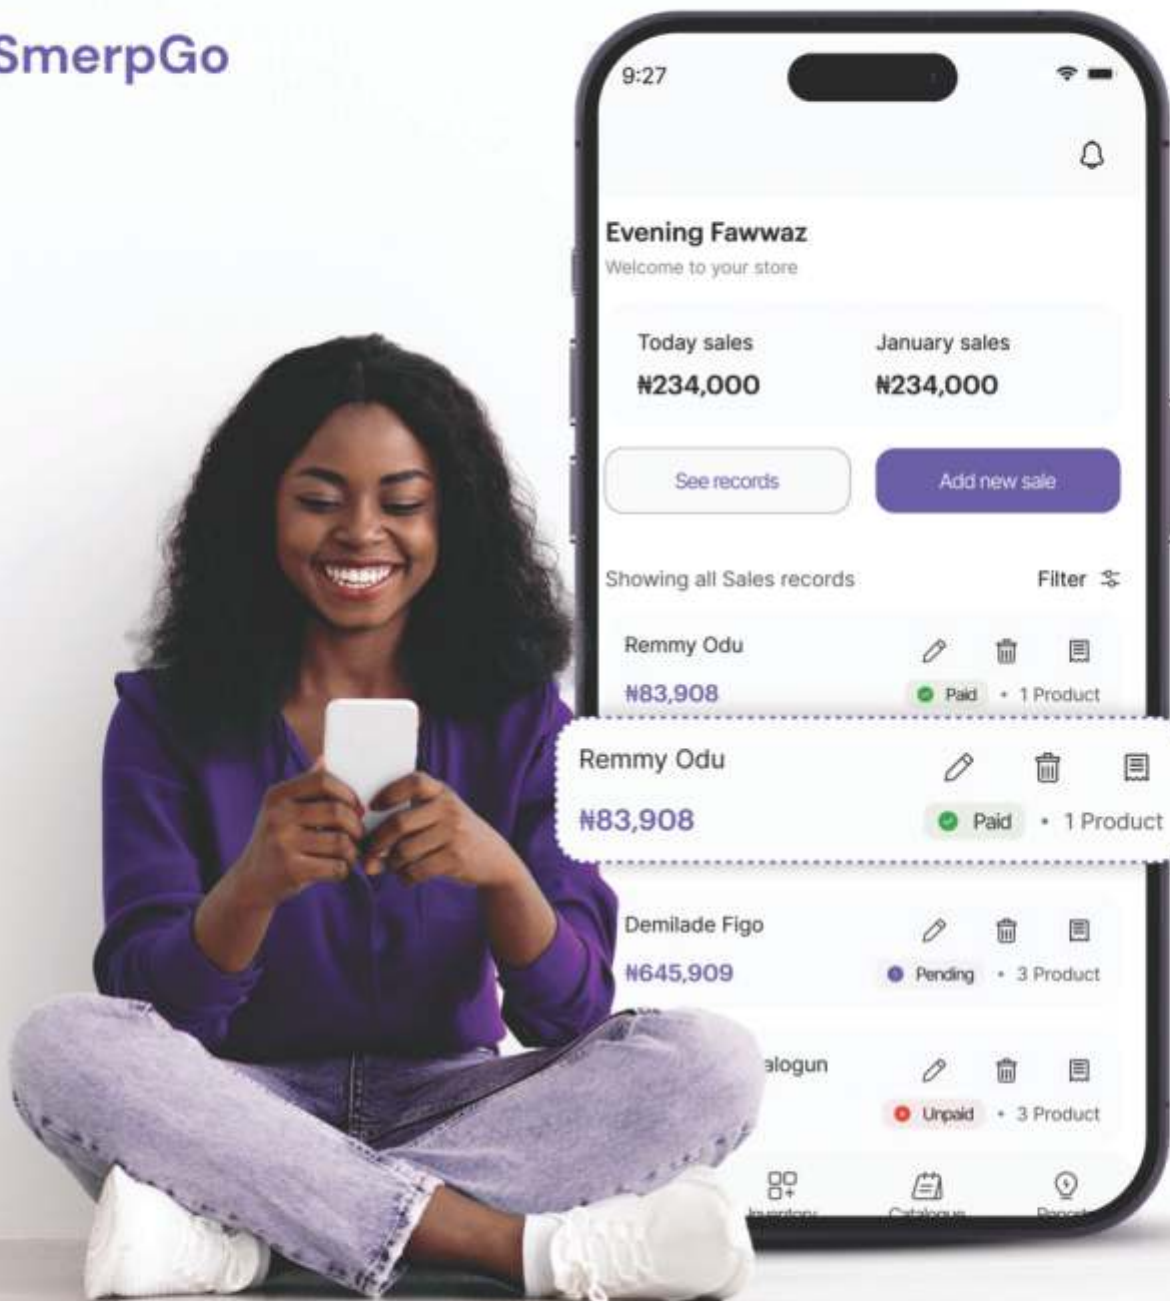 SmerpGo
9:27
Evening Fawwaz
Welcome to your store
Today sales January sales
₦234,000 ₦234,000
See records Add new sale
Showing all Sales records Filter
Remmy Odu
₦83,908 Paid • 1 Product
Remmy Odu
₦83,908 Paid • 1 Product
Demilade Figo
₦645,909 Pending • 3 Product
alogun
Unpaid • 3 Product
Inventory Catalogue